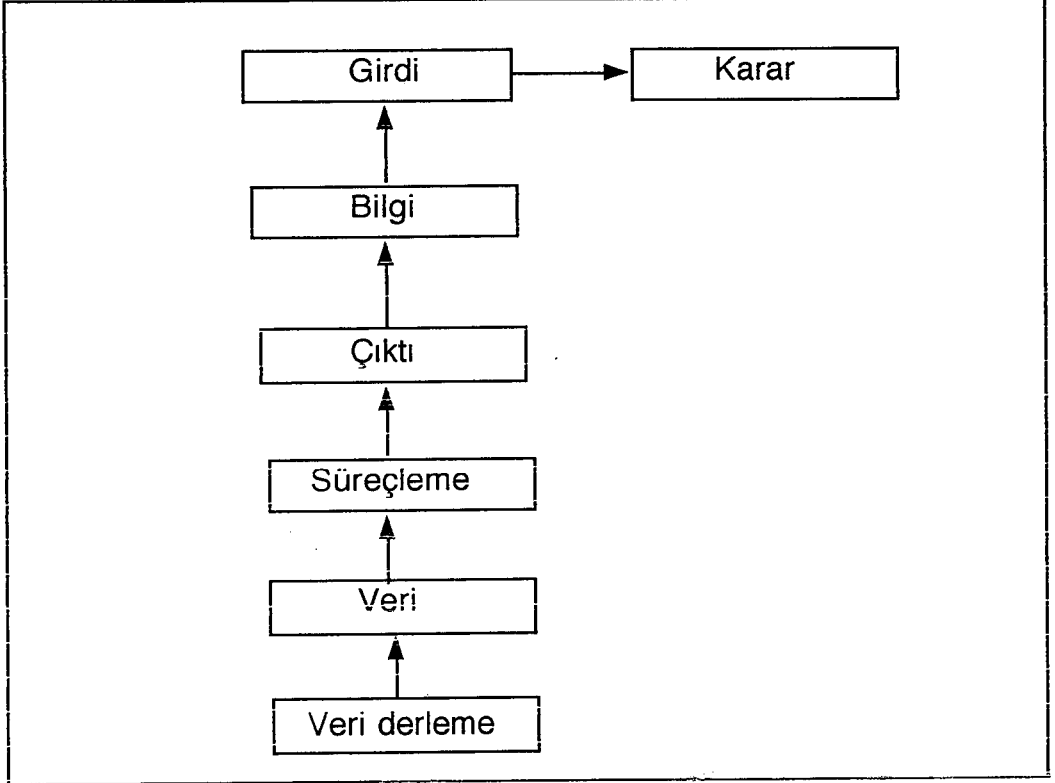 Girdi
Karar
Bilgi
Çıktı
Süreçleme
Veri
Veri derleme